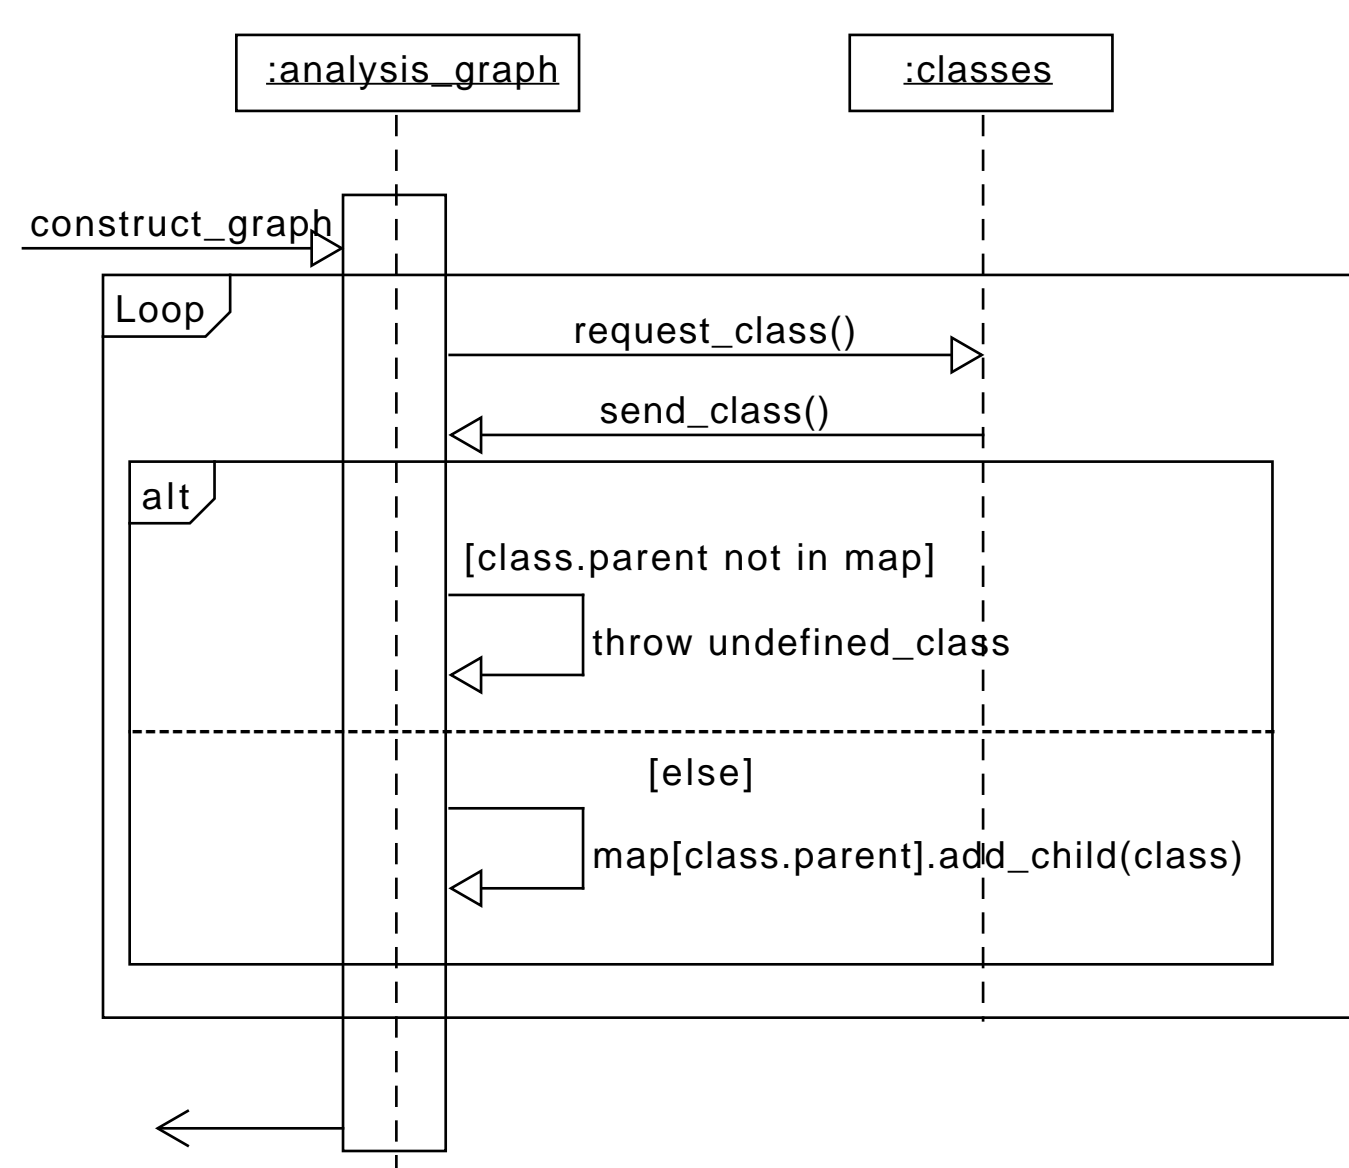 :analysis_graph
:classes
construct_graph
Loop
request_class()
send_class()
alt
[class.parent not in map]
throw undefined_class
[else]
map[class.parent].add_child(class)